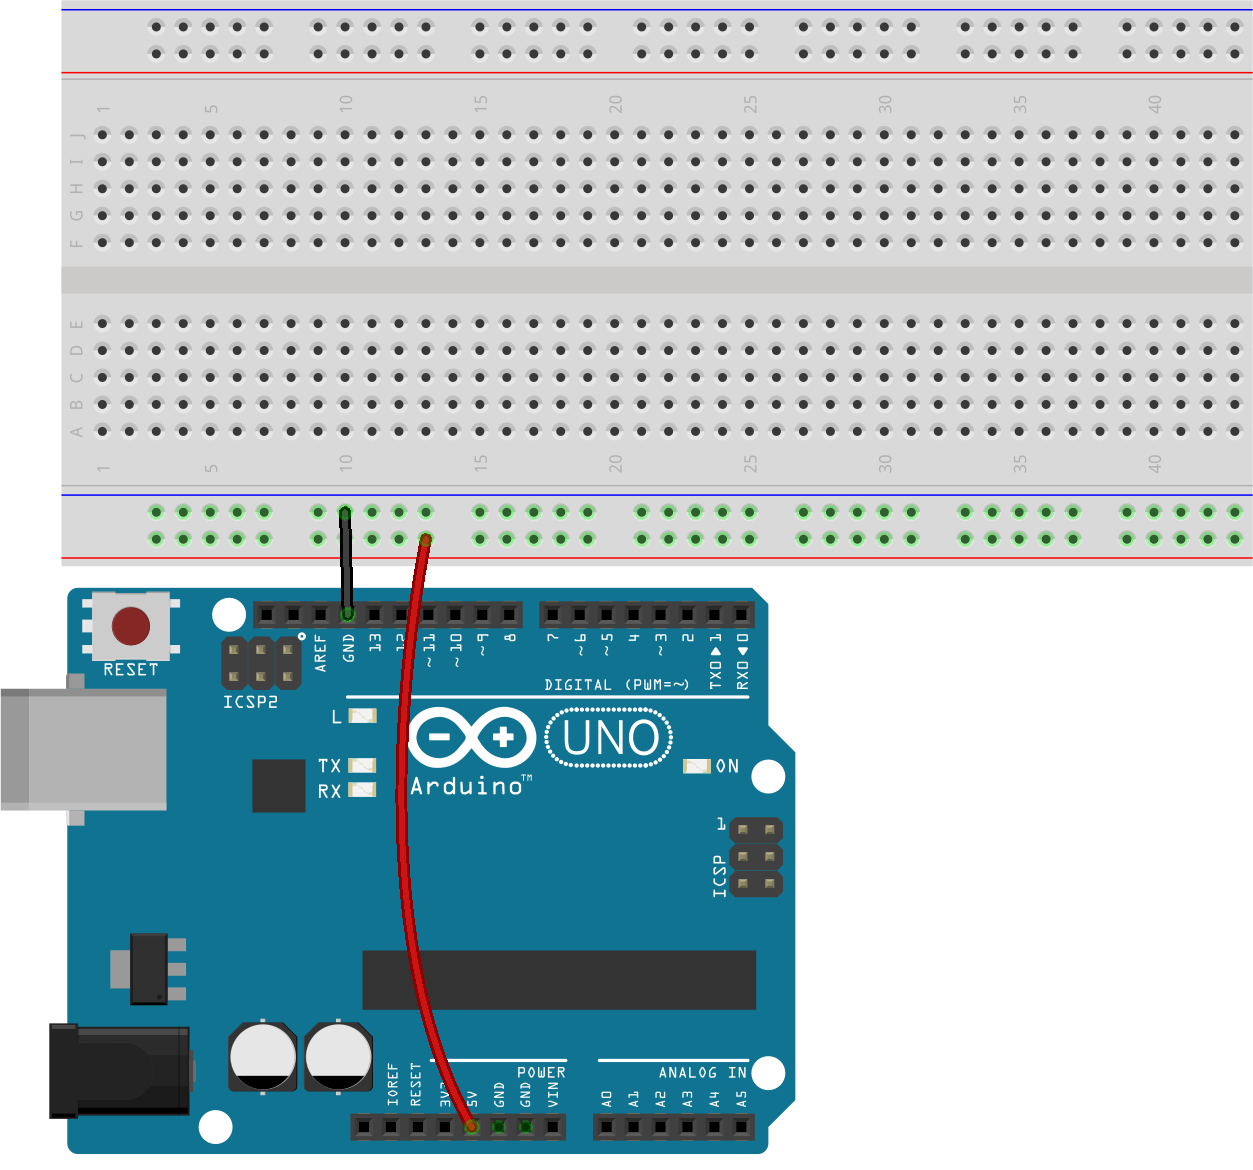 1 5 10 15 20 25 30 35 40
J
I
H
G
F
E
D
C
B
A
1 5 10 15 20 25 30 35 40
RESET
ICSP2
AREF GND 13 12 ~11 ~10 ~9 8 7 ~6 ~5 4 ~3 2 TX0▶1 RX0◀0
DIGITAL (PWM=~)
L
TX
RX
UNO
Arduino™
ON
1
ICSP
POWER
ANALOG IN
IOREF RESET 3V3 5V GND GND VIN A0 A1 A2 A3 A4 A5